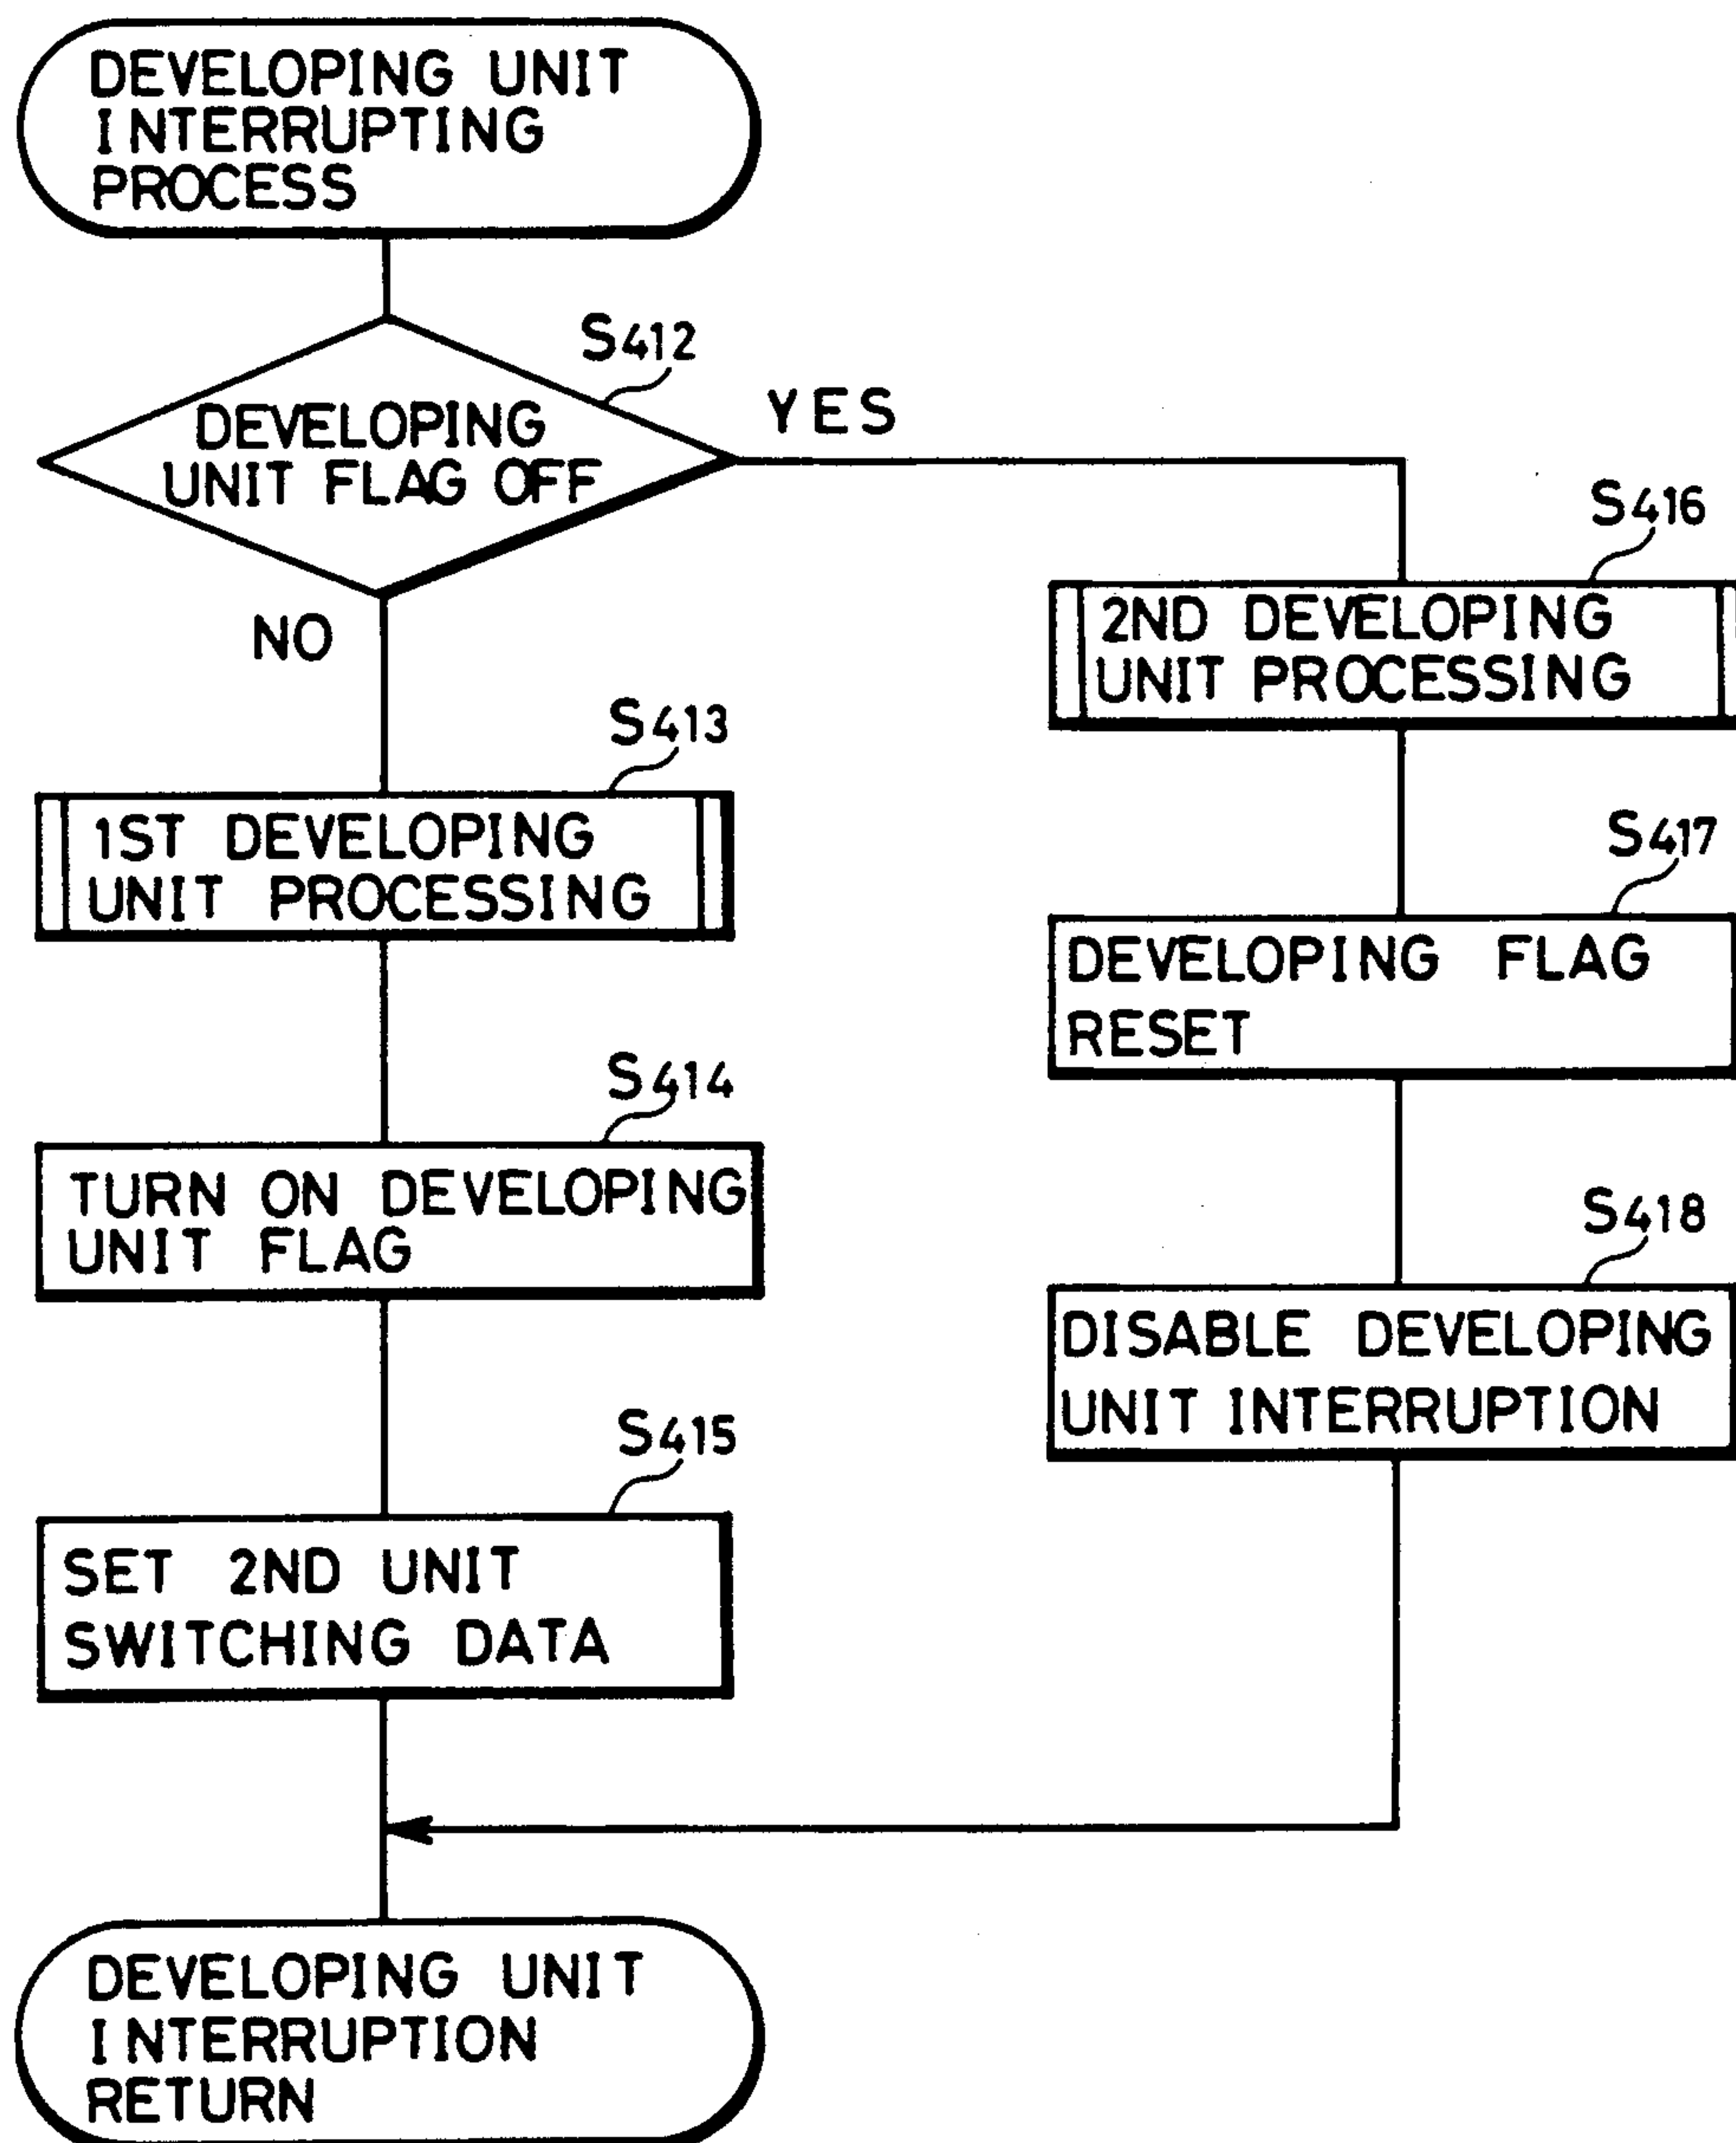 DEVELOPING UNIT
INTERRUPTING
PROCESS
S412
DEVELOPING
UNIT FLAG OFF
YES
NO
S413
1ST DEVELOPING
UNIT PROCESSING
S414
TURN ON DEVELOPING
UNIT FLAG
S415
SET 2ND UNIT
SWITCHING DATA
S416
2ND DEVELOPING
UNIT PROCESSING
S417
DEVELOPING FLAG
RESET
S418
DISABLE DEVELOPING
UNIT INTERRUPTION
DEVELOPING UNIT
INTERRUPTION
RETURN